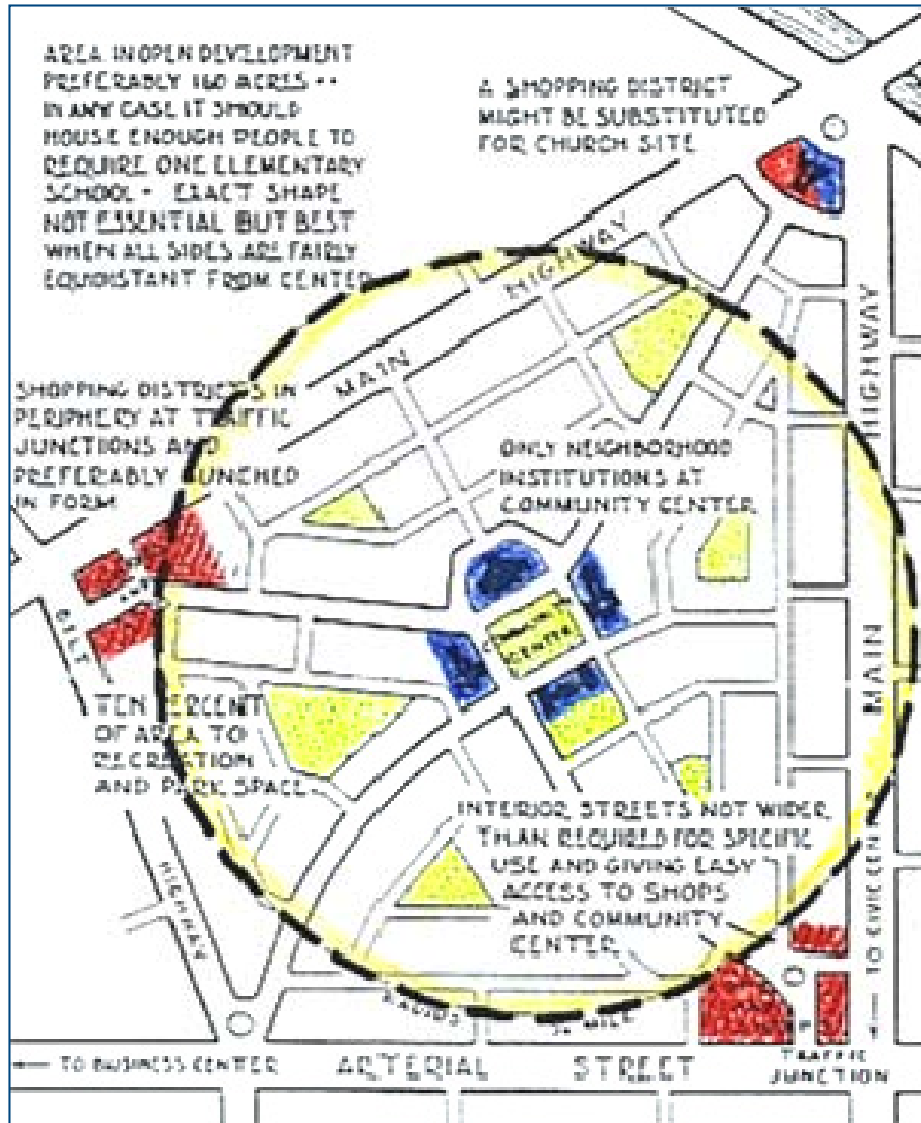 AREA IN OPEN DEVELOPMENT
PREFERABLY 160 ACRES ··
IN ANY CASE IT SHOULD
HOUSE ENOUGH PEOPLE TO
REQUIRE ONE ELEMENTARY
SCHOOL · EXACT SHAPE
NOT ESSENTIAL BUT BEST
WHEN ALL SIDES ARE FAIRLY
EQUIDISTANT FROM CENTER
A SHOPPING DISTRICT
MIGHT BE SUBSTITUTED
FOR CHURCH SITE
MAIN HIGHWAY
HIGHWAY
SHOPPING DISTRICTS IN
PERIPHERY AT TRAFFIC
JUNCTIONS AND
PREFERABLY BUNCHED
IN FORM
ONLY NEIGHBORHOOD
INSTITUTIONS AT
COMMUNITY CENTER
CENTER
MAIN
TEN PERCENT
OF AREA TO
RECREATION
AND PARK SPACE
INTERIOR STREETS NOT WIDER
THAN REQUIRED FOR SPECIFIC
USE AND GIVING EASY
ACCESS TO SHOPS
AND COMMUNITY
CENTER
HIGHWAY
RADIUS MILE
TO BUSINESS CENTER
ARTERIAL STREET
TRAFFIC
JUNCTION
P
TO CIVIC CENTER